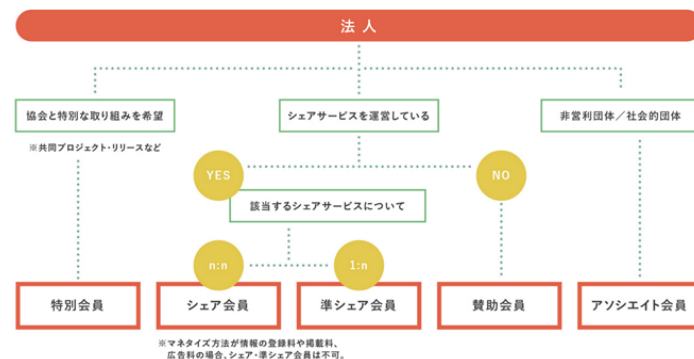 法人
協会と特別な取り組みを希望
シェアサービスを運営している
非営利団体／社会的団体
※共同プロジェクト・リリースなど
YES
NO
該当するシェアサービスについて
n:n
1:n
特別会員
シェア会員
準シェア会員
賛助会員
アソシエイト会員
※マネタイズ方法が情報の登録料や掲載料、
広告料の場合、シェア・準シェア会員は不可。